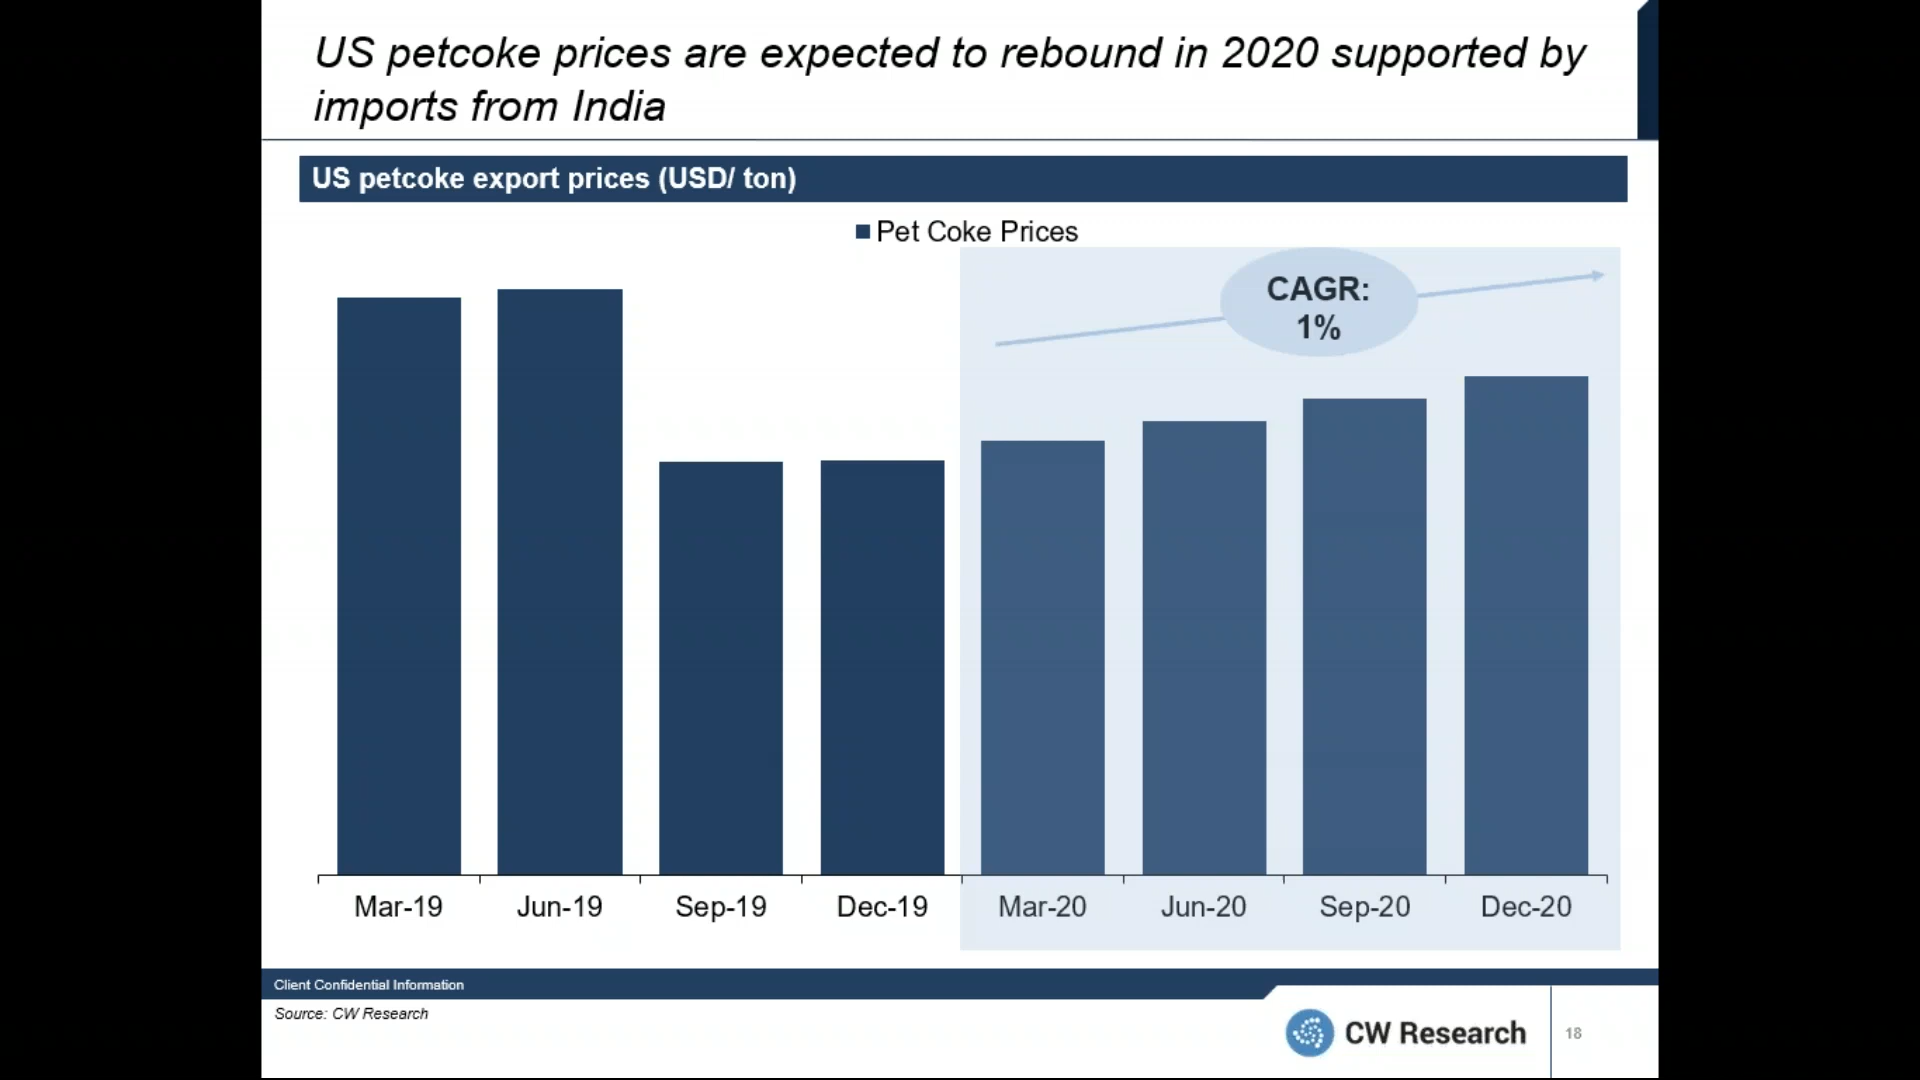 US petcoke prices are expected to rebound in 2020 supported by
imports from India
US petcoke export prices (USD/ ton)
Pet Coke Prices
CAGR:
1%
Mar-19 Jun-19 Sep-19 Dec-19 Mar-20 Jun-20 Sep-20 Dec-20
Client Confidential Information
Source: CW Research
CW Research
18